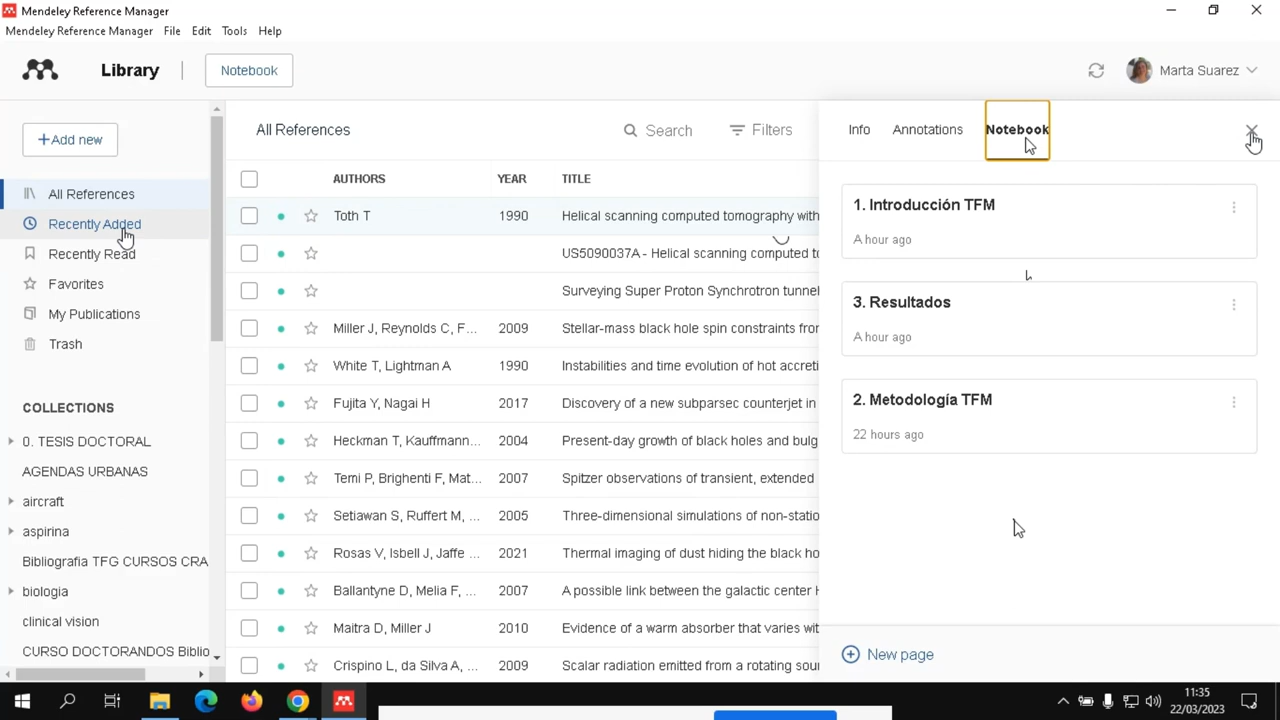 Mendeley Reference Manager
Mendeley Reference Manager File Edit Tools Help
Library Notebook Marta Suarez
+Add new
All References
Recently Added
Recently Read
Favorites
My Publications
Trash
COLLECTIONS
0. TESIS DOCTORAL
AGENDAS URBANAS
aircraft
aspirina
Bibliografia TFG CURSOS CRA
biologia
clinical vision
CURSO DOCTORANDOS Biblio
All References Search Filters
AUTHORS YEAR TITLE
Toth T 1990 Helical scanning computed tomography with
US5090037A - Helical scanning computed to
Surveying Super Proton Synchrotron tunne
Miller J, Reynolds C, F... 2009 Stellar-mass black hole spin constraints fro
White T, Lightman A 1990 Instabilities and time evolution of hot accreti
Fujita Y, Nagai H 2017 Discovery of a new subparsec counterjet in
Heckman T, Kauffmann... 2004 Present-day growth of black holes and bulg
Temi P, Brighenti F, Mat... 2007 Spitzer observations of transient, extended
Setiawan S, Ruffert M, ... 2005 Three-dimensional simulations of non-statio
Rosas V, Isbell J, Jaffe ... 2021 Thermal imaging of dust hiding the black ho
Ballantyne D, Melia F, ... 2007 A possible link between the galactic center
Maitra D, Miller J 2010 Evidence of a warm absorber that varies wit
Crispino L, da Silva A, ... 2009 Scalar radiation emitted from a rotating sour
Info Annotations Notebook
1. Introducción TFM
A hour ago
3. Resultados
A hour ago
2. Metodología TFM
22 hours ago
New page
11:35
22/03/2023